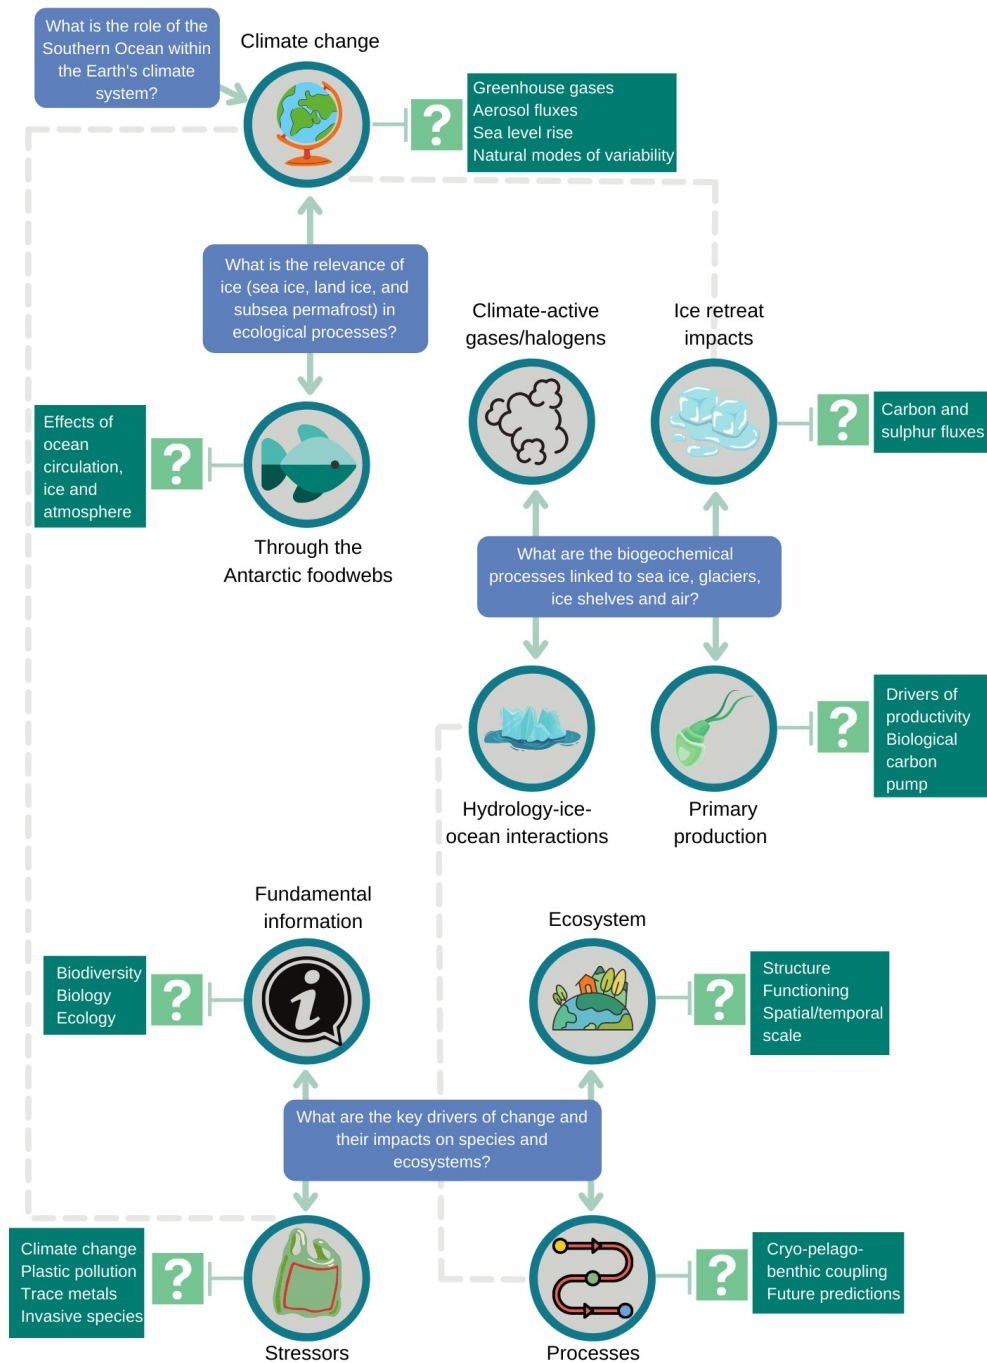 What is the role of the
Southern Ocean within
the Earth's climate
system?
Climate change
?
Greenhouse gases
Aerosol fluxes
Sea level rise
Natural modes of variability
What is the relevance of
ice (sea ice, land ice, and
subsea permafrost) in
ecological processes?
Climate-active
gases/halogens
Ice retreat
impacts
?
Carbon and
sulphur fluxes
Effects of
ocean
circulation,
ice and
atmosphere
?
Through the
Antarctic foodwebs
What are the biogeochemical
processes linked to sea ice, glaciers,
ice shelves and air?
?
Drivers of
productivity
Biological
carbon
pump
Hydrology-ice-
ocean interactions
Primary
production
Fundamental
information
Ecosystem
Biodiversity
Biology
Ecology
?
i
?
Structure
Functioning
Spatial/temporal
scale
What are the key drivers of change and
their impacts on species and
ecosystems?
Climate change
Plastic pollution
Trace metals
Invasive species
?
?
Cryo-pelago-
benthic coupling
Future predictions
Stressors
Processes